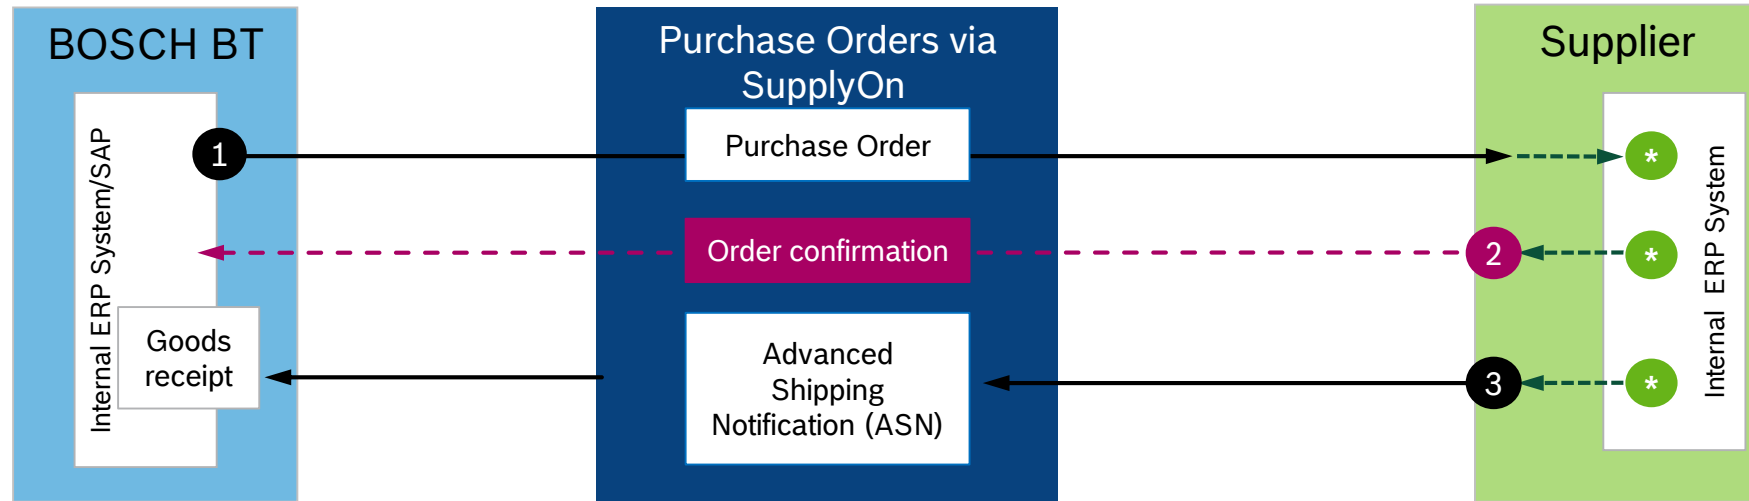 BOSCH BT
Internal ERP System/SAP
1
Goods
receipt
Purchase Orders via
SupplyOn
Purchase Order
Order confirmation
Advanced
Shipping
Notification (ASN)
Supplier
2
3
*
*
*
Internal ERP System